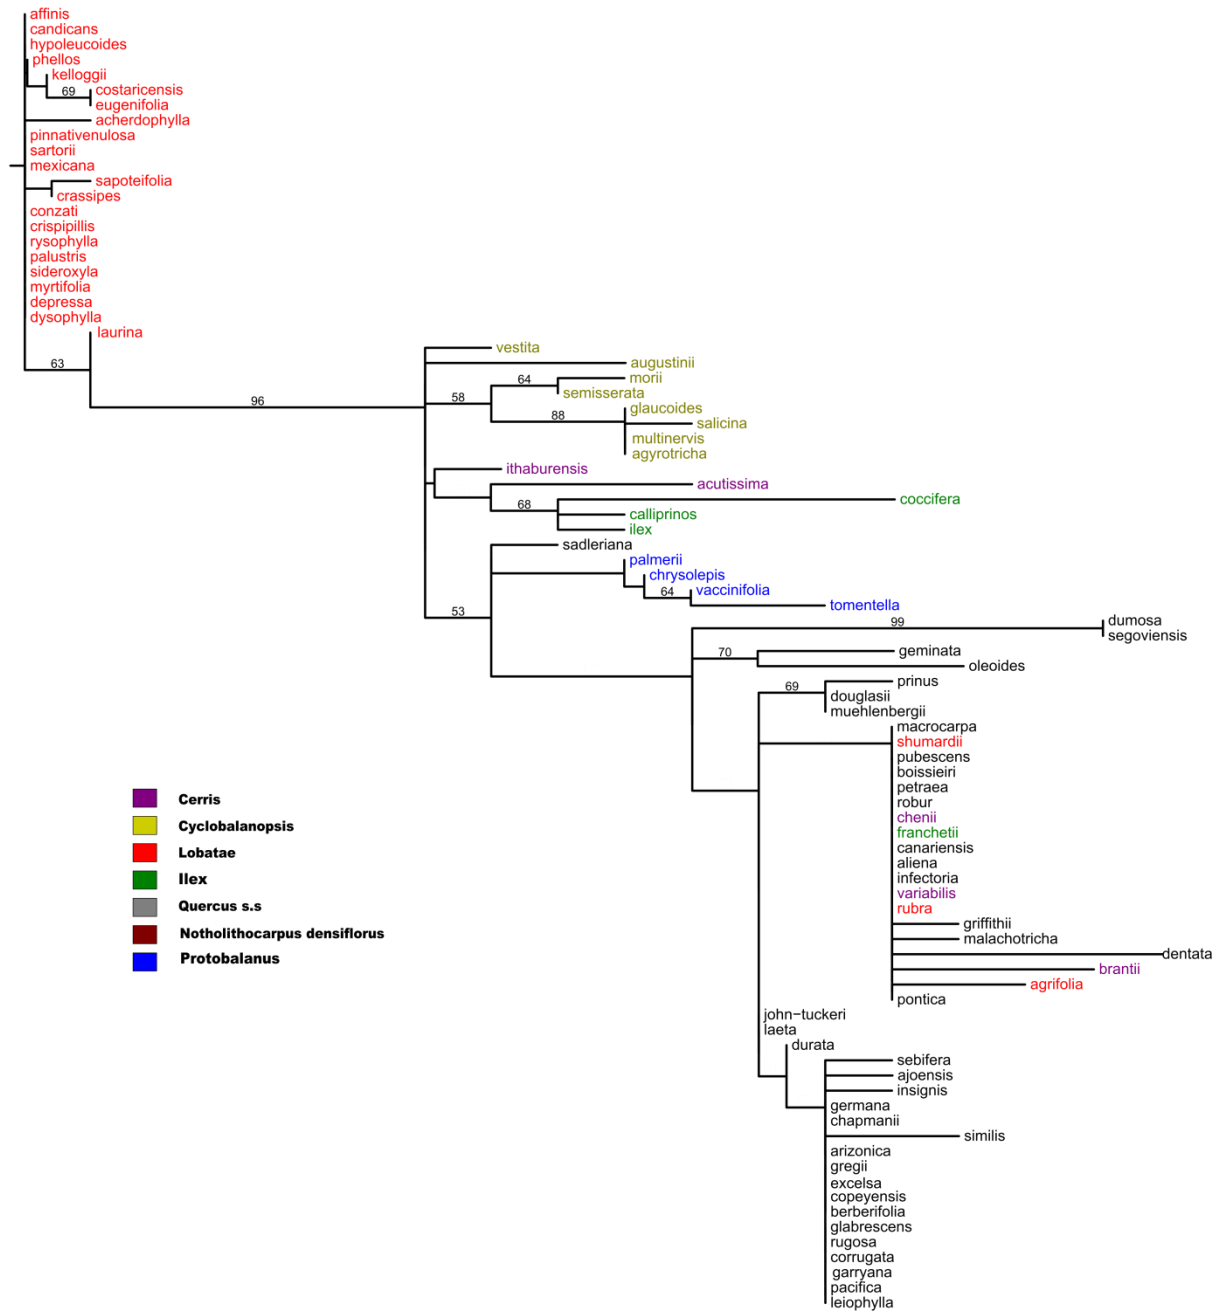 affinis
candicans
hypoleucoides
phellos
kelloggii
69
costaricensis
eugenifolia
acherdophylla
pinnativenulosa
sartorii
mexicana
sapoteifolia
crassipes
conzati
crispipillis
rysophylla
palustris
sideroxyla
myrtifolia
depressa
dysophylla
laurina
63
96
vestita
augustinii
64
morii
semisserata
58
88
glaucoides
salicina
multinervis
agyrotricha
ithaburensis
acutissima
68
coccifera
calliprinos
ilex
sadleriana
palmerii
chrysolepis
64
vaccinifolia
tomentella
53
99
dumosa
segoviensis
70
geminata
oleoides
69
prinus
douglasii
muehlenbergii
macrocarpa
shumardii
pubescens
boissieiri
petraea
robur
chenii
franchetii
canariensis
aliena
infectoria
variabilis
rubra
griffithii
malachotricha
dentata
brantii
agrifolia
pontica
john−tuckeri
laeta
durata
sebifera
ajoensis
insignis
germana
chapmanii
similis
arizonica
gregii
excelsa
copeyensis
berberifolia
glabrescens
rugosa
corrugata
garryana
pacifica
leiophylla
Cerris
Cyclobalanopsis
Lobatae
Ilex
Quercus s.s
Notholithocarpus densiflorus
Protobalanus